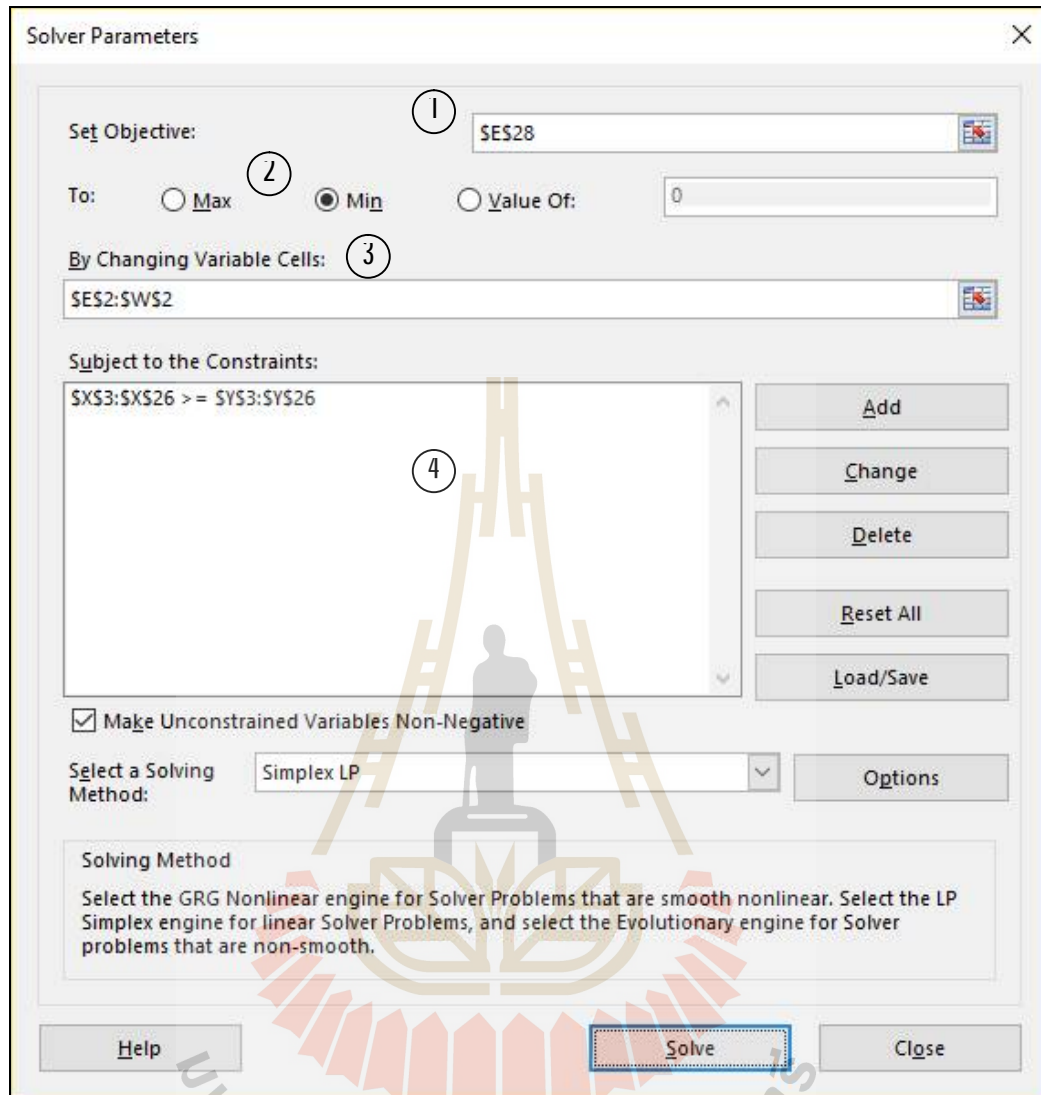 Solver Parameters
Set Objective:
1
$E$28
To:
Max
2
Min
Value Of:
0
By Changing Variable Cells:
3
$E$2:$W$2
Subject to the Constraints:
$X$3:$X$26 >= $Y$3:$Y$26
4
Add
Change
Delete
Reset All
Load/Save
Make Unconstrained Variables Non-Negative
Select a Solving
Method:
Simplex LP
Options
Solving Method
Select the GRG Nonlinear engine for Solver Problems that are smooth nonlinear. Select the LP
Simplex engine for linear Solver Problems, and select the Evolutionary engine for Solver
problems that are non-smooth.
Help
Solve
Close